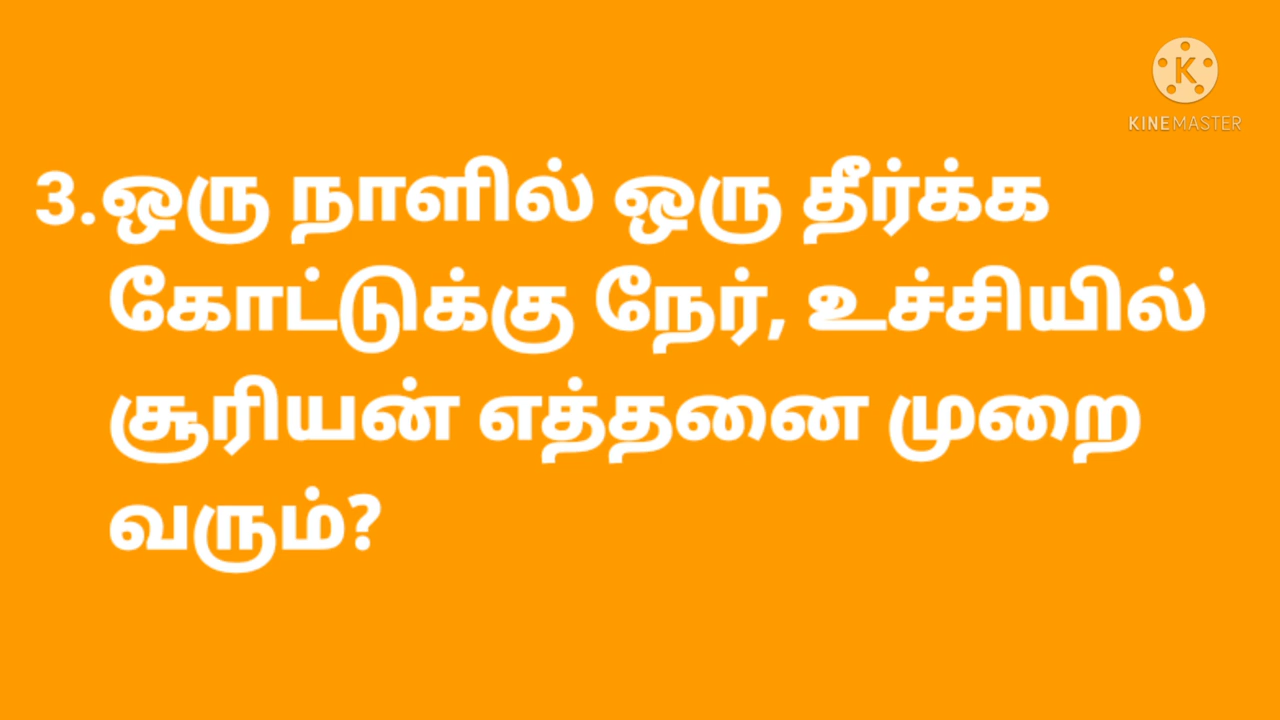 K
KINEMASTER
3.ஒரு நாளில் ஒரு தீர்க்க
கோட்டுக்கு நேர், உச்சியில்
சூரியன் எத்தனை முறை
வரும்?